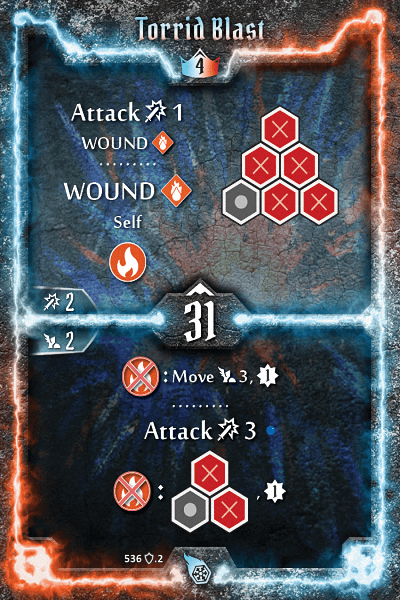 Torrid Blast
4
Attack 1
WOUND
WOUND
Self
2
31
2
: Move 3, 1
Attack 3
: , 1
536 .2